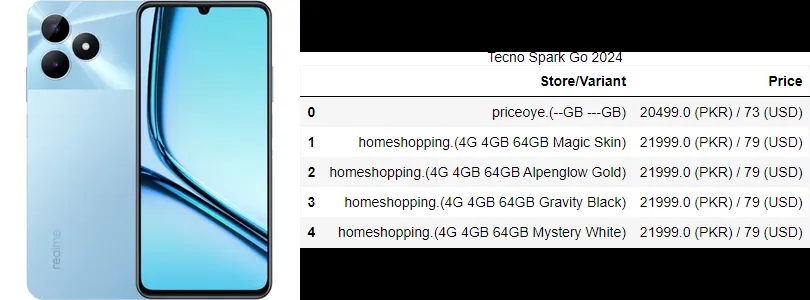 realme
Tecno Spark Go 2024
Store/Variant Price
0 priceoye.(--GB ---GB) 20499.0 (PKR) / 73 (USD)
1 homeshopping.(4G 4GB 64GB Magic Skin) 21999.0 (PKR) / 79 (USD)
2 homeshopping.(4G 4GB 64GB Alpenglow Gold) 21999.0 (PKR) / 79 (USD)
3 homeshopping.(4G 4GB 64GB Gravity Black) 21999.0 (PKR) / 79 (USD)
4 homeshopping.(4G 4GB 64GB Mystery White) 21999.0 (PKR) / 79 (USD)